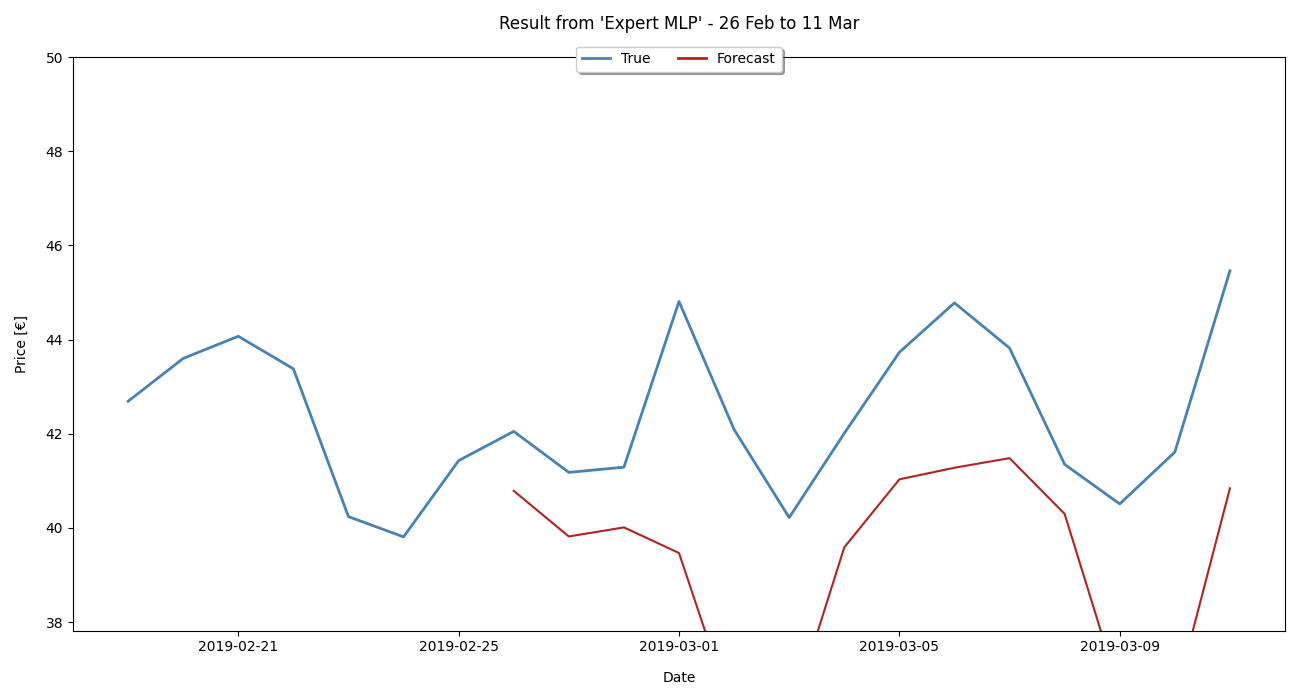 Result from 'Expert MLP' - 26 Feb to 11 Mar
True Forecast
50
48
46
44
42
40
38
Price [€]
2019-02-21 2019-02-25 2019-03-01 2019-03-05 2019-03-09
Date